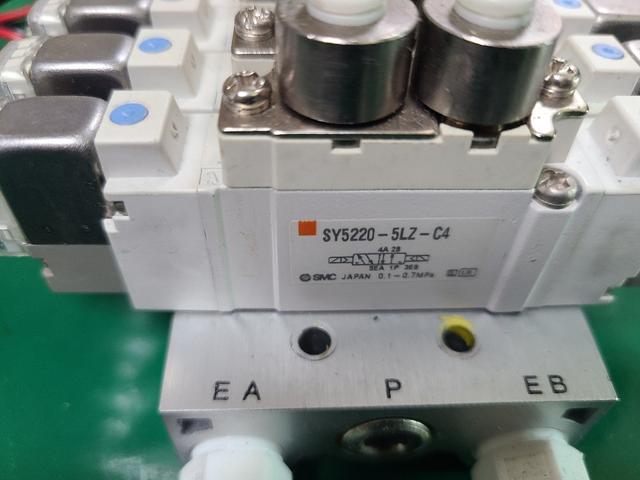 A
SY5220-5LZ-C4
4A 2B
5EA 1P 3EB
SMC JAPAN 0.1~0.7MPa
EA P EB